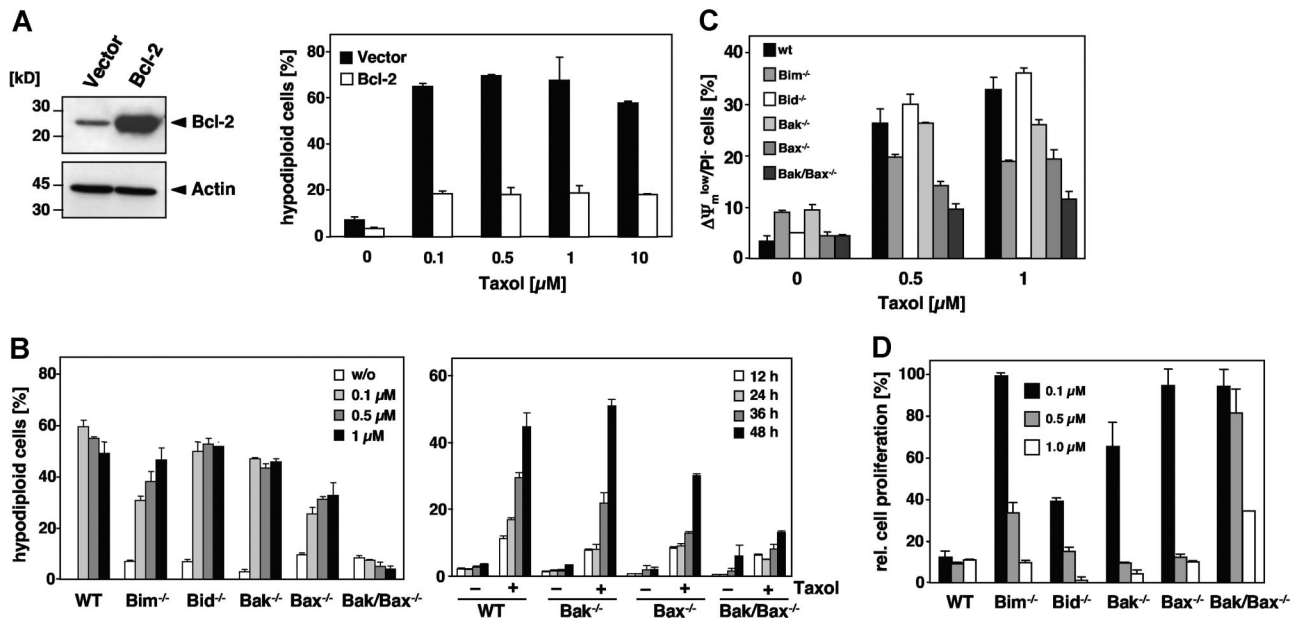 A
Vector
Bcl-2
[kD]
30
20
Bcl-2
45
30
Actin
hypodiploid cells [%]
80
60
40
20
0
Vector
Bcl-2
0 0.1 0.5 1 10
Taxol [µM]
C
ΔΨm low/PI- cells [%]
40
30
20
10
0
wt
Bim-/-
Bid-/-
Bak-/-
Bax-/-
Bak/Bax-/-
0 0.5 1
Taxol [µM]
B
hypodiploid cells [%]
80
60
40
20
0
w/o
0.1 µM
0.5 µM
1 µM
WT Bim-/- Bid-/- Bak-/- Bax-/- Bak/Bax-/-
60
40
20
0
12 h
24 h
36 h
48 h
– + – + – + – + Taxol
WT Bak-/- Bax-/- Bak/Bax-/-
D
rel. cell proliferation [%]
100
80
60
40
20
0
0.1 µM
0.5 µM
1.0 µM
WT Bim-/- Bid-/- Bak-/- Bax-/- Bak/Bax-/-